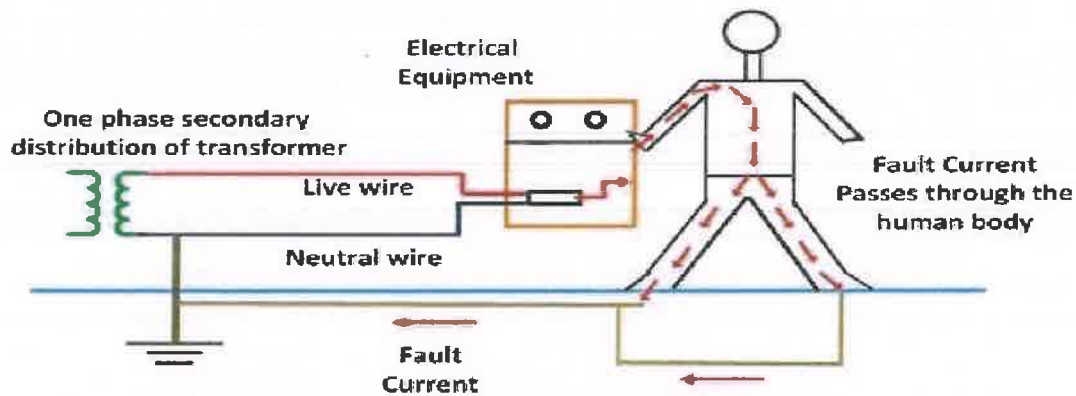 Electrical
Equipment
One phase secondary
distribution of transformer
Live wire
Fault Current
Passes through the
human body
Neutral wire
Fault
Current